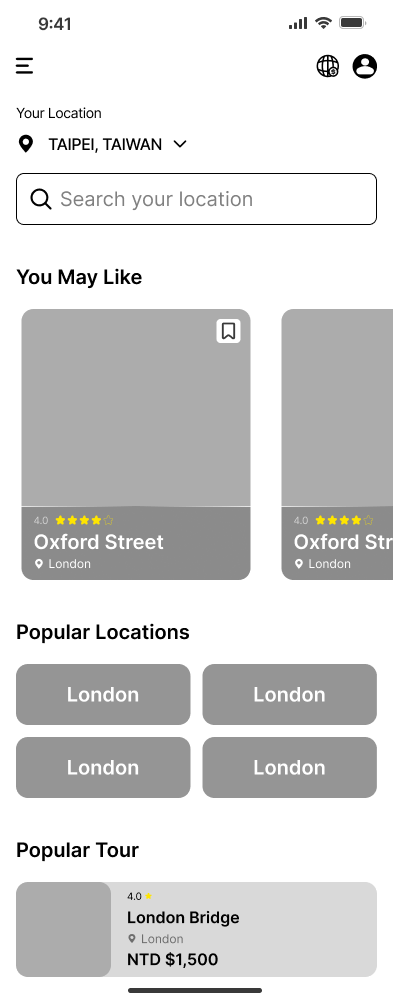 9:41
Your Location
TAIPEI, TAIWAN
Search your location
You May Like
4.0
Oxford Street
London
4.0
Oxford Str
London
Popular Locations
London
London
London
London
Popular Tour
4.0
London Bridge
London
NTD $1,500